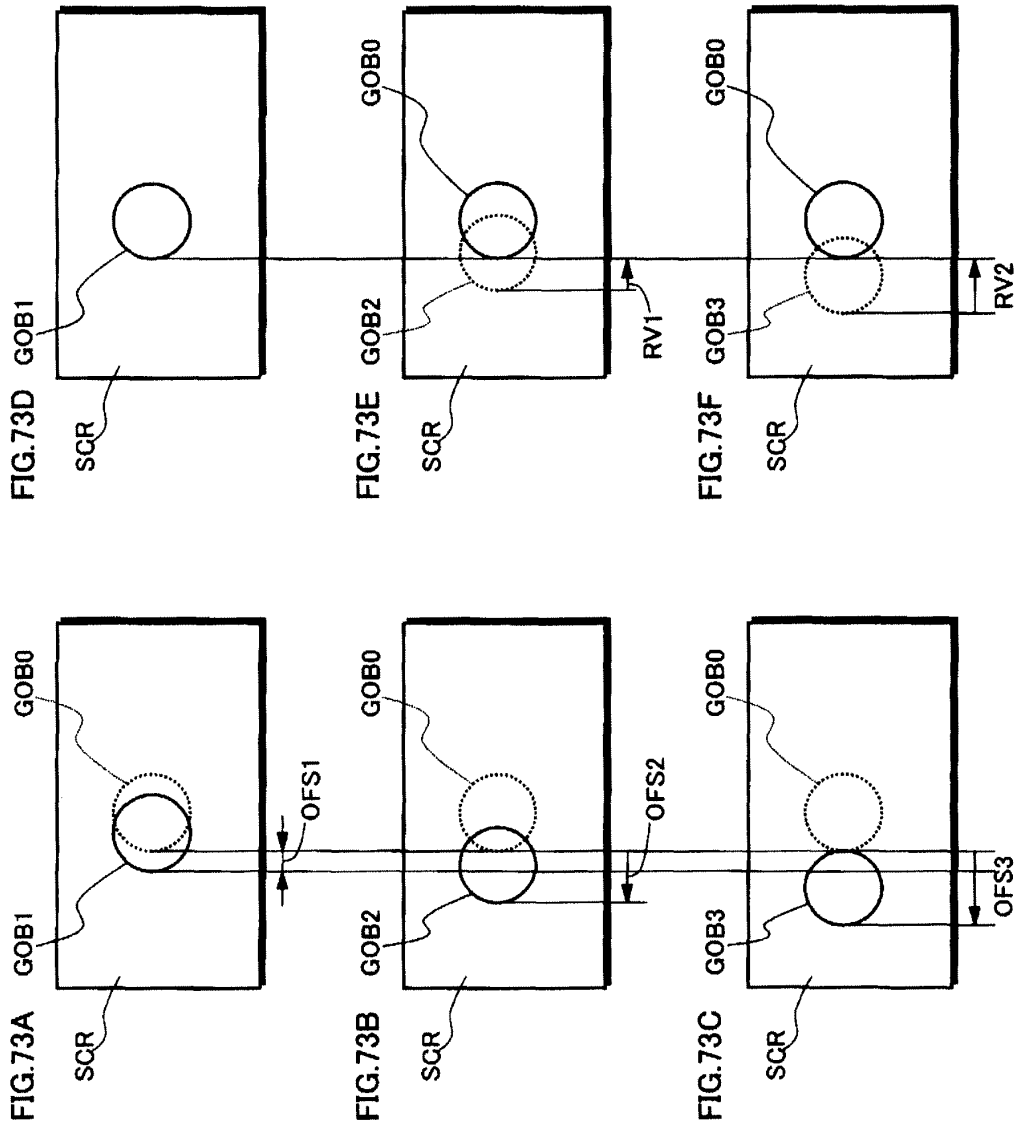 FIG.73A
SCR
GOB1
GOB0
OFS1
FIG.73B
SCR
GOB2
GOB0
OFS2
FIG.73C
SCR
GOB3
GOB0
OFS3
FIG.73D
SCR
GOB1
FIG.73E
SCR
GOB2
GOB0
RV1
FIG.73F
SCR
GOB3
GOB0
RV2